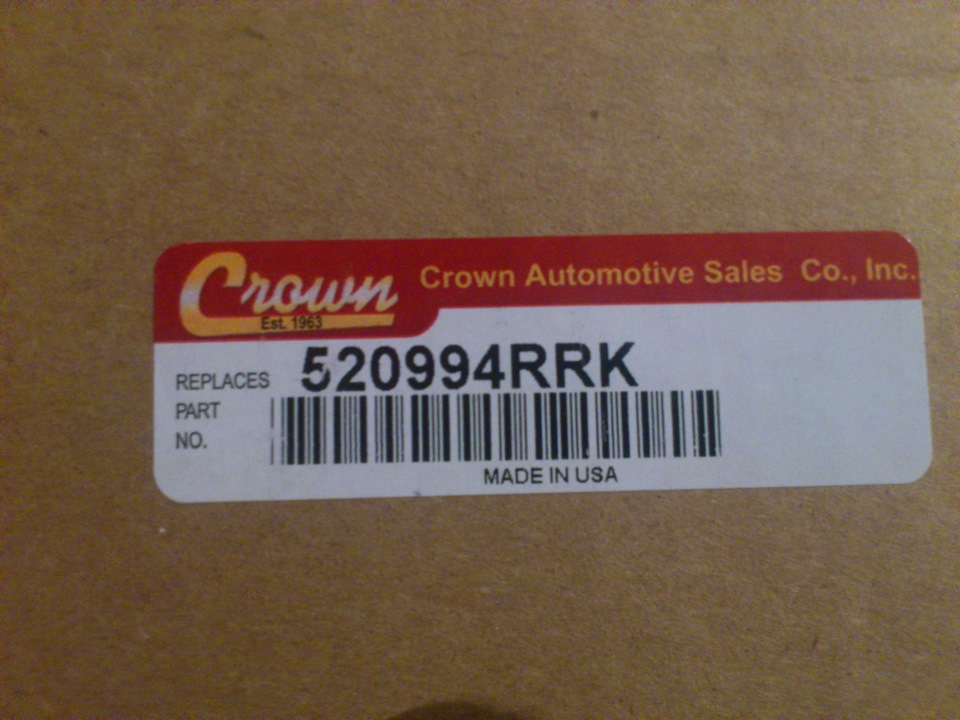 Crown
Est. 1963
Crown Automotive Sales Co., Inc.
REPLACES
PART
NO.
520994RRK
MADE IN USA